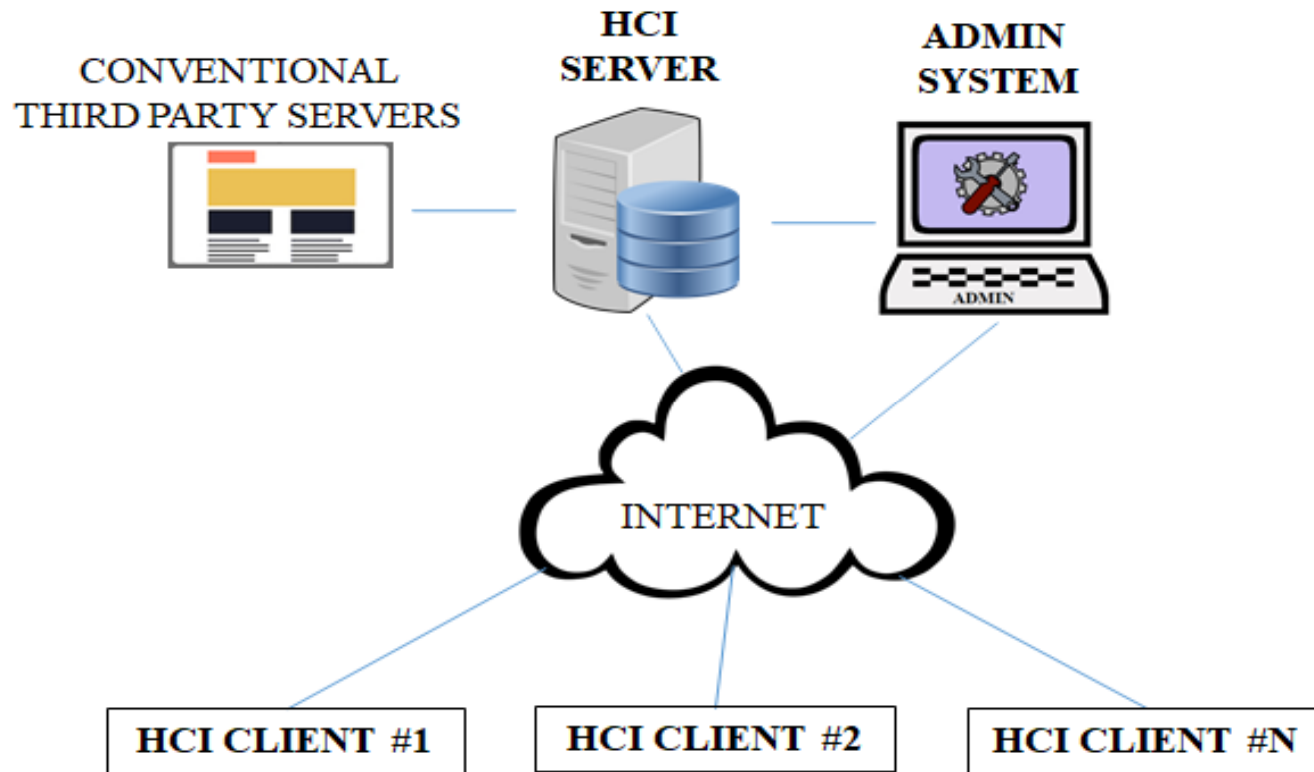 CONVENTIONAL
THIRD PARTY SERVERS
HCI
SERVER
ADMIN
SYSTEM
ADMIN
INTERNET
HCI CLIENT #1
HCI CLIENT #2
HCI CLIENT #N